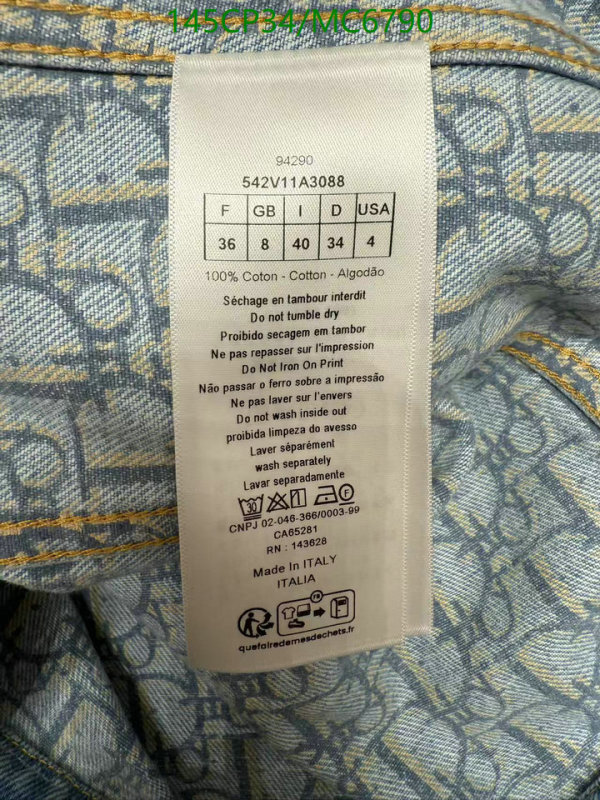 145CP34/MC6790
94290
542V11A3088
F GB I D USA
36 8 40 34 4
100% Coton - Cotton - Algodão
Séchage en tambour interdit
Do not tumble dry
Proibido secagem em tambor
Ne pas repasser sur l'impression
Do Not Iron On Print
Não passar o ferro sobre a impressão
Ne pas laver sur l'envers
Do not wash inside out
proibida limpeza do avesso
Laver séparément
wash separately
Lavar separadamente
30 F
CNPJ 02-046-366/0003-99
CA65281
RN : 143628
Made In ITALY
ITALIA
FR
quefairedemesdechets.fr